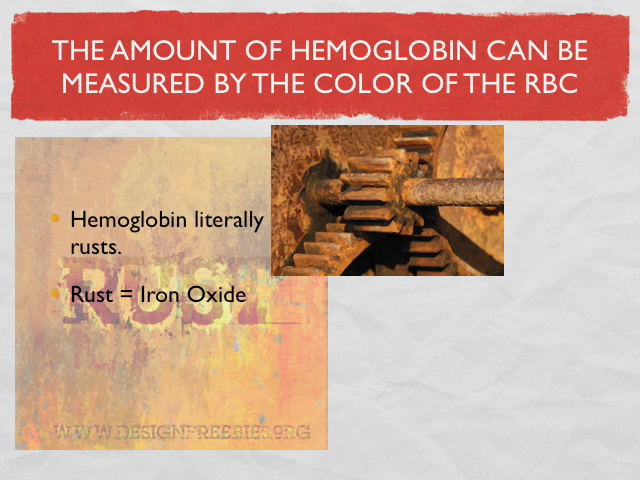 THE AMOUNT OF HEMOGLOBIN CAN BE
MEASURED BY THE COLOR OF THE RBC
Hemoglobin literally
rusts.
RUST
Rust = Iron Oxide
WWW.DESIGNFREEBIES.ORG